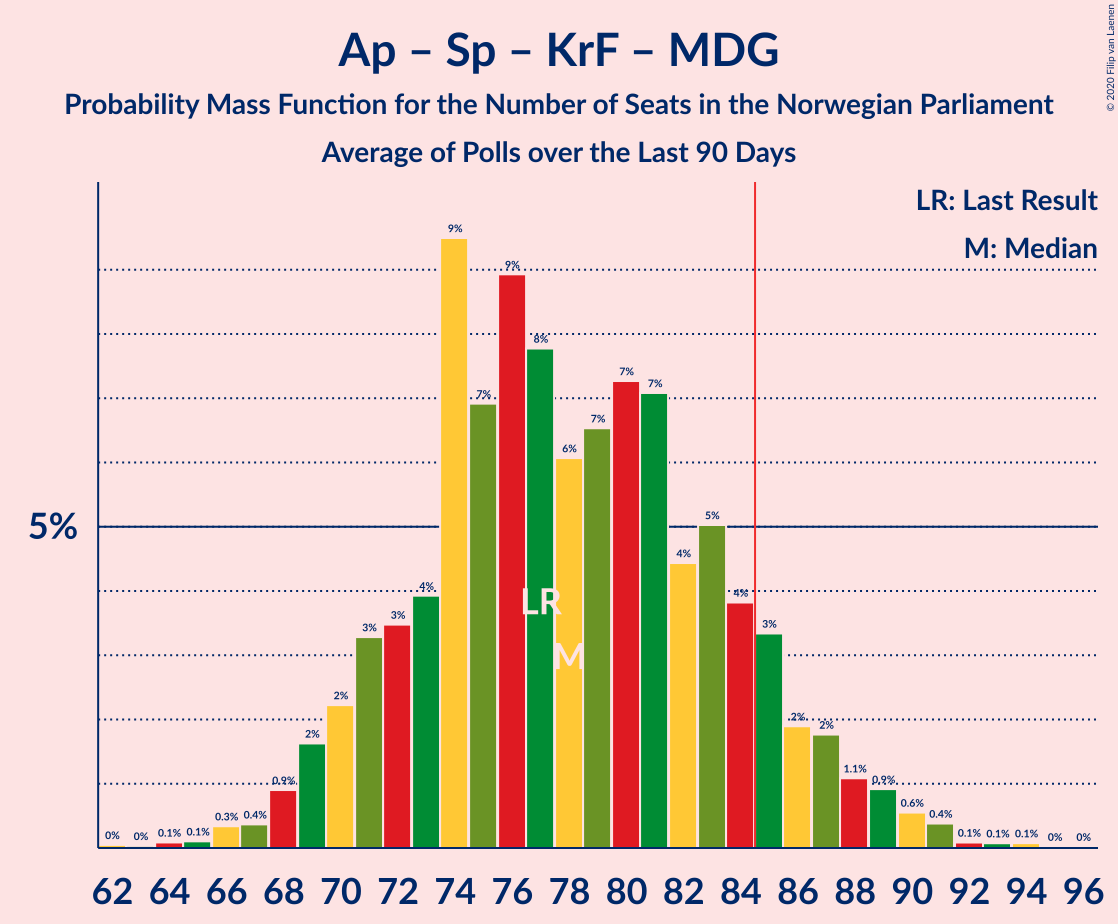 Ap – Sp – KrF – MDG
Probability Mass Function for the Number of Seats in the Norwegian Parliament
Average of Polls over the Last 90 Days
© 2020 Filip van Laenen
LR: Last Result
M: Median
5%
0% 0% 0.1% 0.1% 0.3% 0.4% 0.9% 2% 2% 3% 3% 4% 9% 7% 9% 8% 6% 7% 7% 7% 4% 5% 4% 3% 2% 2% 1.1% 0.9% 0.6% 0.4% 0.1% 0.1% 0.1% 0% 0%
LR
M
62 64 66 68 70 72 74 76 78 80 82 84 86 88 90 92 94 96